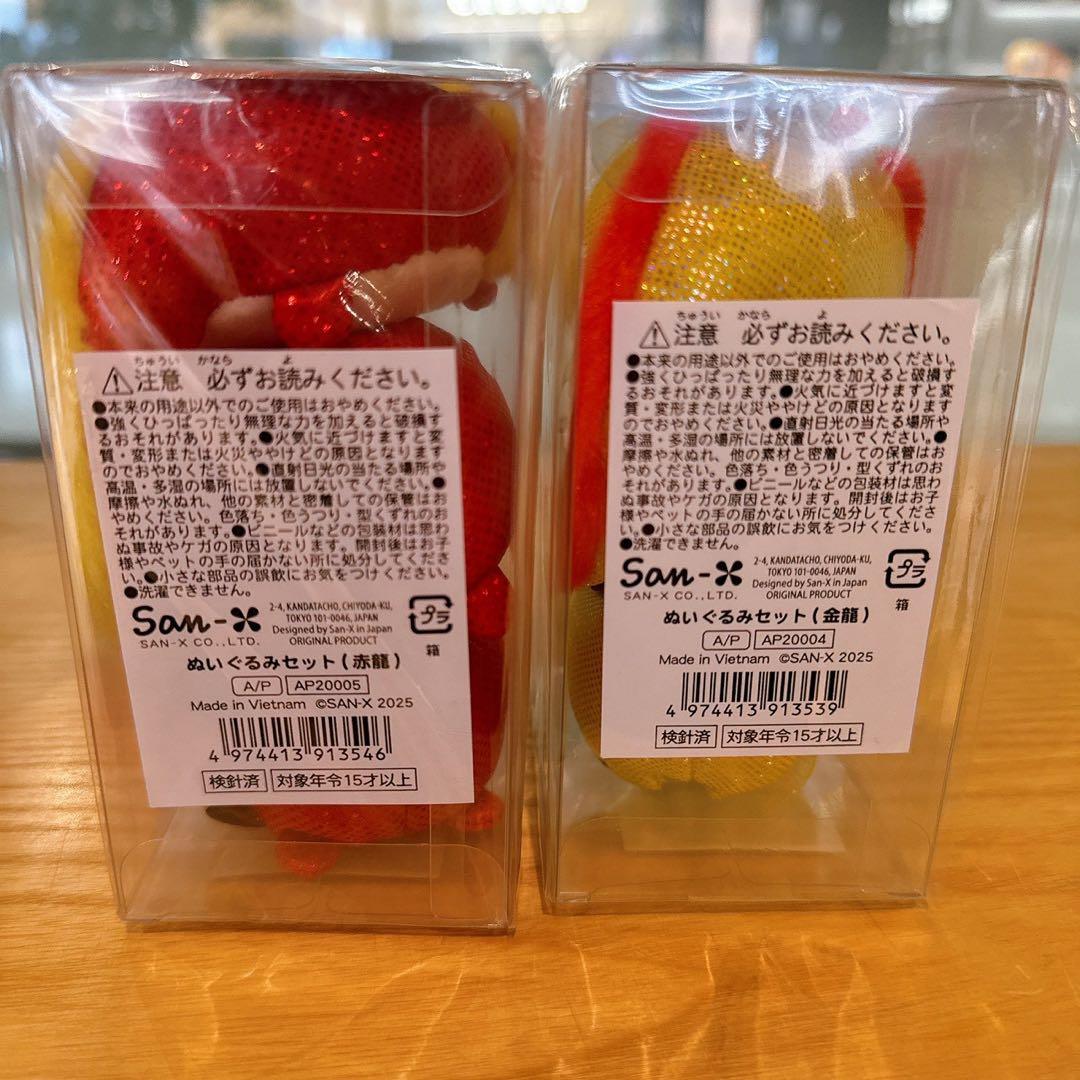 ちゅうい かなら よ
⚠注意 必ずお読みください。
●本来の用途以外でのご使用はおやめください。
●強くひっぱったり無理な力を加えると破損す
るおそれがあります。●火気に近づけますと変
質・変形または火災ややけどの原因となります
のでおやめください。●直射日光の当たる場所や
高温・多湿の場所には放置しないでください。●
摩擦や水ぬれ、他の素材と密着しての保管はお
やめください。色落ち・色うつり・型くずれのお
それがあります。●ビニールなどの包装材は思わ
ぬ事故やケガの原因となります。開封後はお子
様やペットの手の届かない所に処分してくださ
い。●小さな部品の誤飲にお気をつけください。
●洗濯できません。
San-X
SAN-X CO.,LTD.
2-4, KANDATACHO, CHIYODA-KU,
TOKYO 101-0046, JAPAN
Designed by San-X in Japan
ORIGINAL PRODUCT
プラ
箱
ぬいぐるみセット(赤龍)
A/P AP20005
Made in Vietnam ©SAN-X 2025
4 974413 913546
検針済 対象年令15才以上
ちゅうい かなら よ
⚠注意 必ずお読みください。
●本来の用途以外でのご使用はおやめください。
●強くひっぱったり無理な力を加えると破損す
るおそれがあります。●火気に近づけますと変
質・変形または火災ややけどの原因となります
のでおやめください。●直射日光の当たる場所や
高温・多湿の場所には放置しないでください。●
摩擦や水ぬれ、他の素材と密着しての保管はお
やめください。色落ち・色うつり・型くずれのお
それがあります。●ビニールなどの包装材は思わ
ぬ事故やケガの原因となります。開封後はお子
様やペットの手の届かない所に処分してくださ
い。●小さな部品の誤飲にお気をつけください。
●洗濯できません。
San-X
SAN-X CO.,LTD.
2-4, KANDATACHO, CHIYODA-KU,
TOKYO 101-0046, JAPAN
Designed by San-X in Japan
ORIGINAL PRODUCT
プラ
箱
ぬいぐるみセット(金龍)
A/P AP20004
Made in Vietnam ©SAN-X 2025
4 974413 913539
検針済 対象年令15才以上